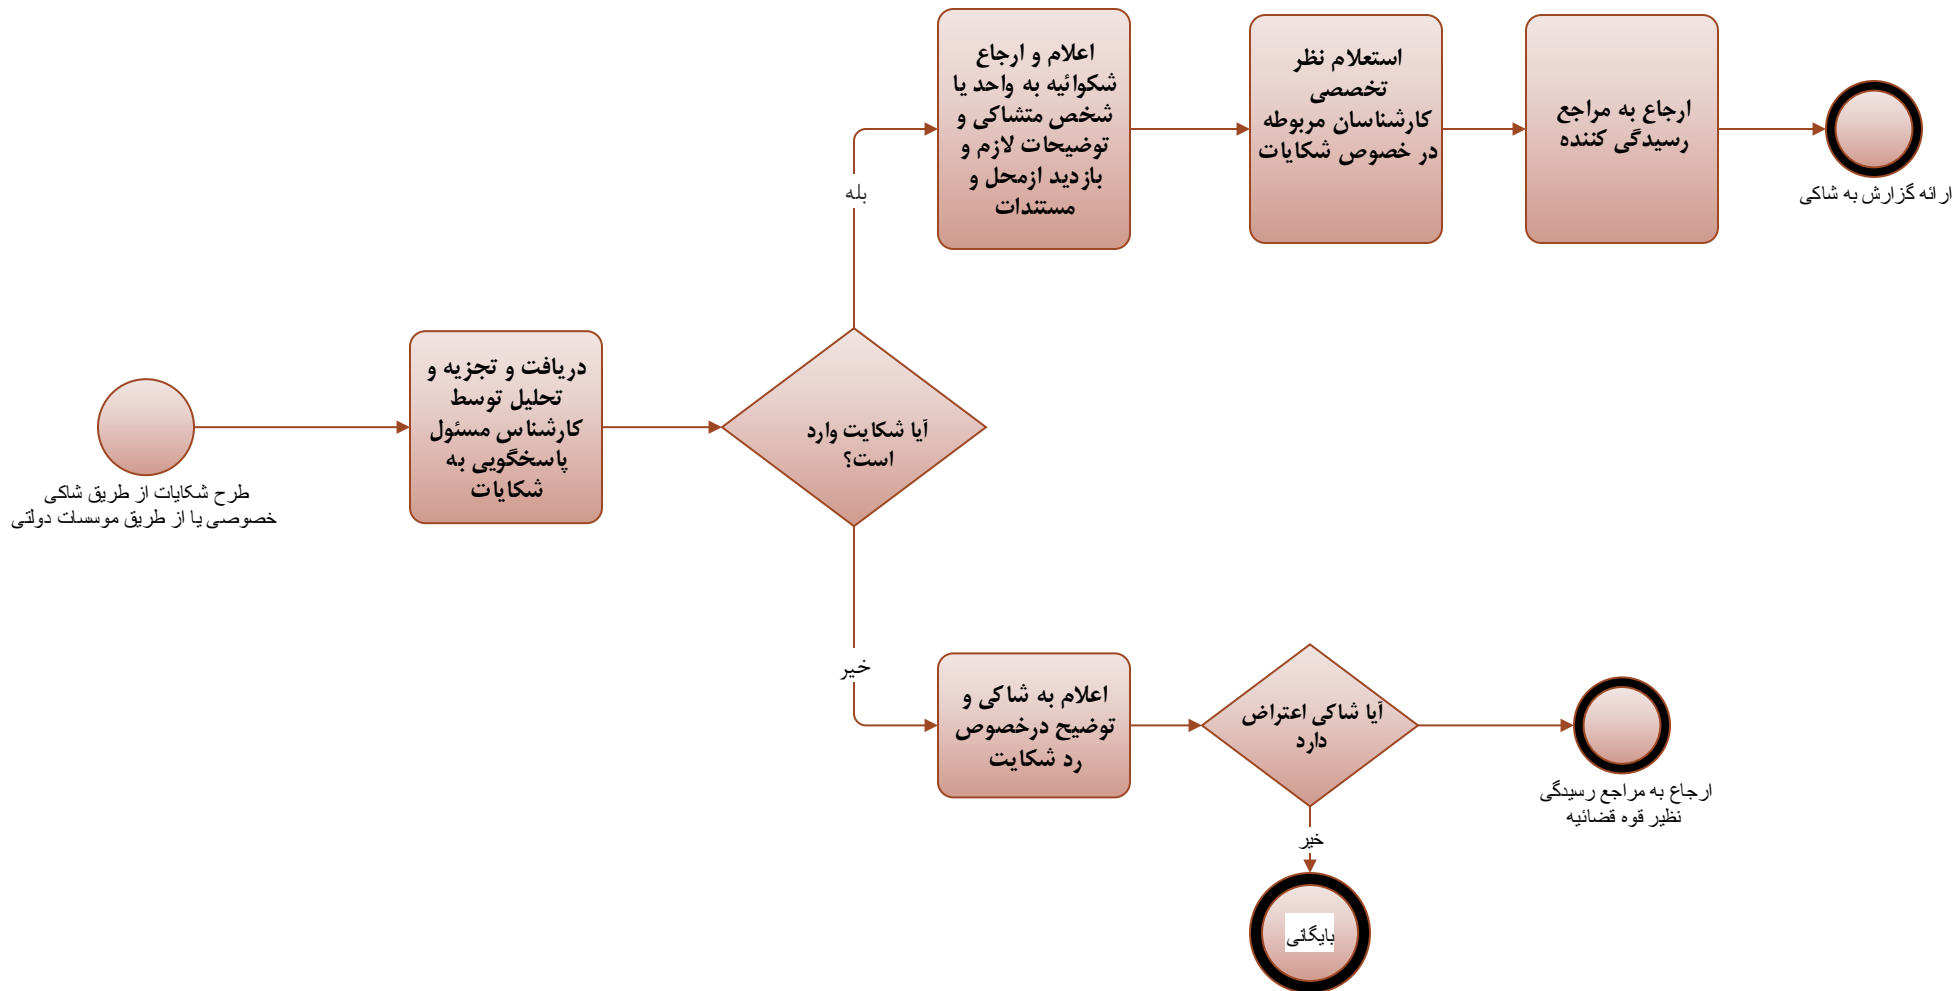 طرح شکایات از طریق شاکی
خصوصی یا از طریق موسسات دولتی
دریافت و تجزیه و
تحلیل توسط
کارشناس مسئول
پاسخگویی به
شکایات
آیا شکایت وارد
است؟
بله
اعلام و ارجاع
شکوائیه به واحد یا
شخص متشاکی و
توضیحات لازم و
بازدید ازمحل و
مستندات
استعلام نظر
تخصصی
کارشناسان مربوطه
در خصوص شکایات
ارجاع به مراجع
رسیدگی کننده
ارائه گزارش به شاکی
خیر
اعلام به شاکی و
توضیح درخصوص
رد شکایت
آیا شاکی اعتراض
دارد
ارجاع به مراجع رسیدگی
نظیر قوه قضائیه
خیر
بایگانی